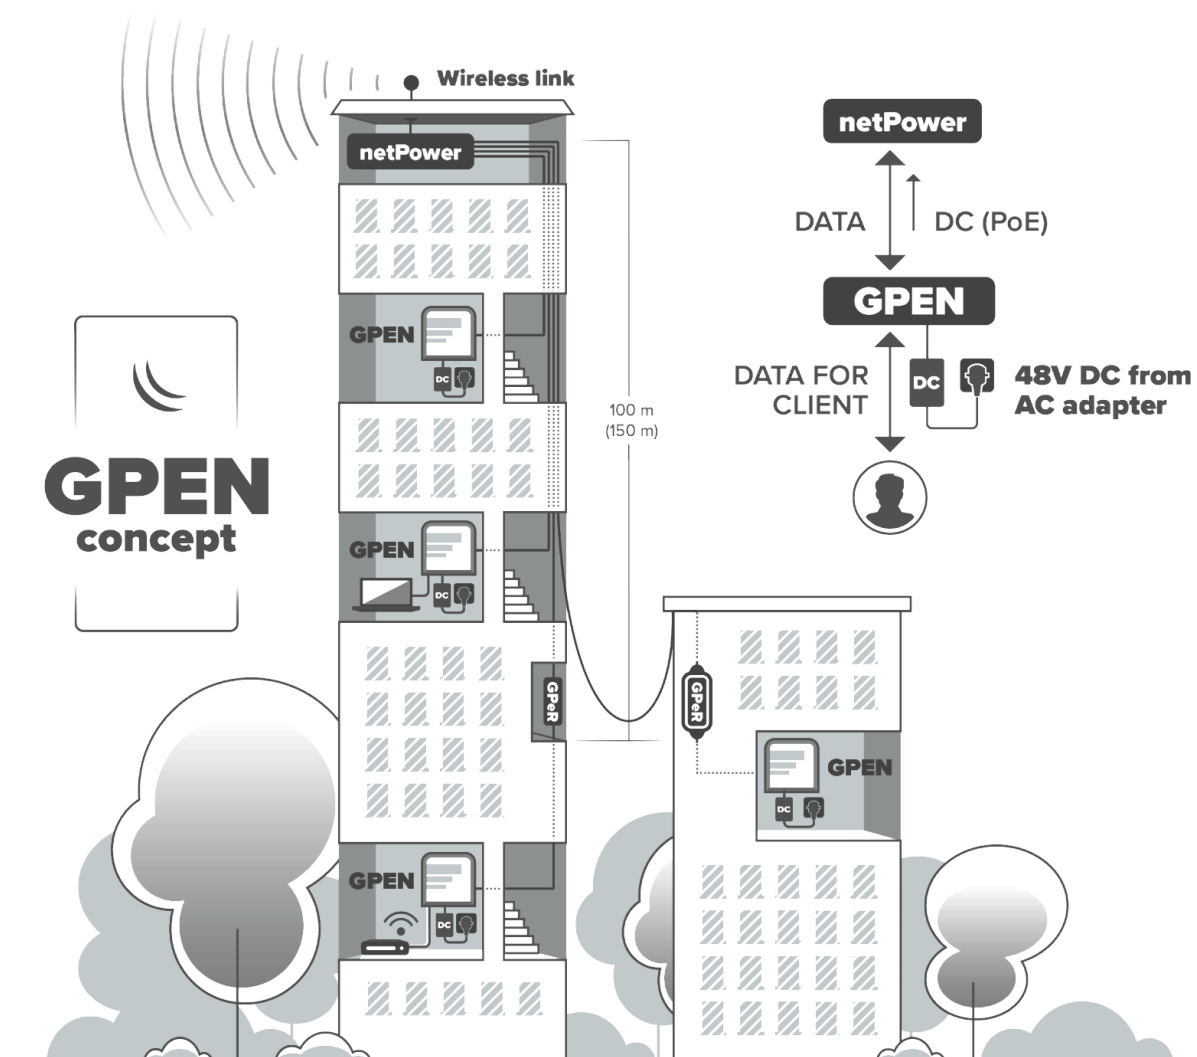 Wireless link
netPower
GPEN
DC
100 m
(150 m)
GPEN
DC
GPeR
GPEN
DC
GPeR
GPEN
DC
GPEN
concept
netPower
DATA
DC (PoE)
GPEN
DATA FOR
CLIENT
DC
48V DC from
AC adapter